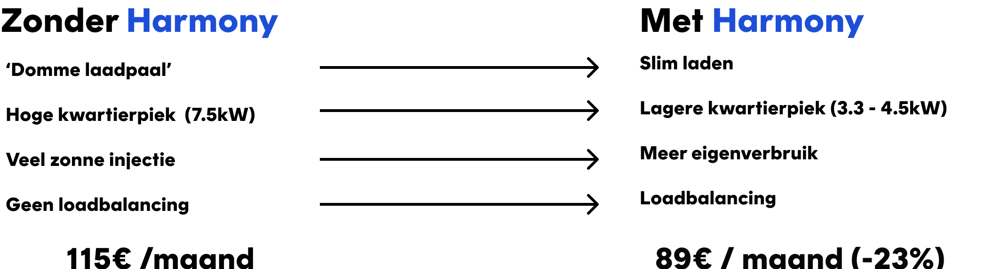 Zonder Harmony
Met Harmony
‘Domme laadpaal’
Slim laden
Hoge kwartierpiek (7.5kW)
Lagere kwartierpiek (3.3 - 4.5kW)
Veel zonne injectie
Meer eigenverbruik
Geen loadbalancing
Loadbalancing
115€ /maand
89€ / maand (-23%)